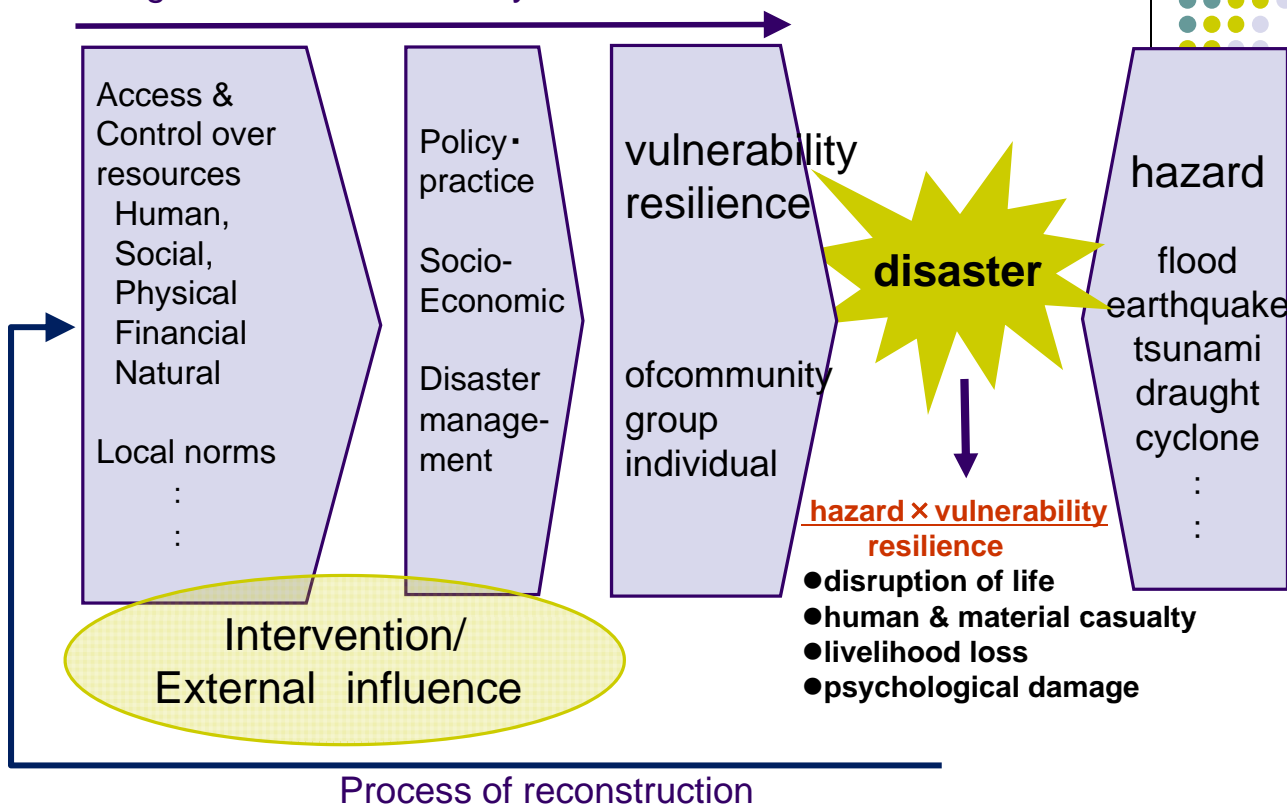 Access &
Control over
resources
Human,
Social,
Physical
Financial
Natural
Local norms
:
:
Policy・
practice
Socio-
Economic
Disaster
manage-
ment
vulnerability
resilience
ofcommunity
group
individual
disaster
hazard
flood
earthquake
tsunami
draught
cyclone
:
:
hazard × vulnerability
resilience
●disruption of life
●human & material casualty
●livelihood loss
●psychological damage
Intervention/
External influence
Process of reconstruction